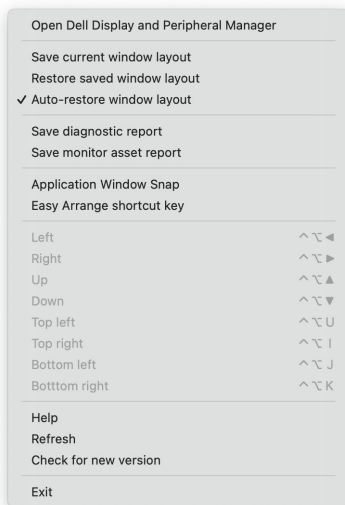 Open Dell Display and Peripheral Manager
Save current window layout
Restore saved window layout
✓ Auto-restore window layout
Save diagnostic report
Save monitor asset report
Application Window Snap
Easy Arrange shortcut key
Left ^⌥◀
Right ^⌥▶
Up ^⌥▲
Down ^⌥▼
Top left ^⌥U
Top right ^⌥I
Bottom left ^⌥J
Botttom right ^⌥K
Help
Refresh
Check for new version
Exit